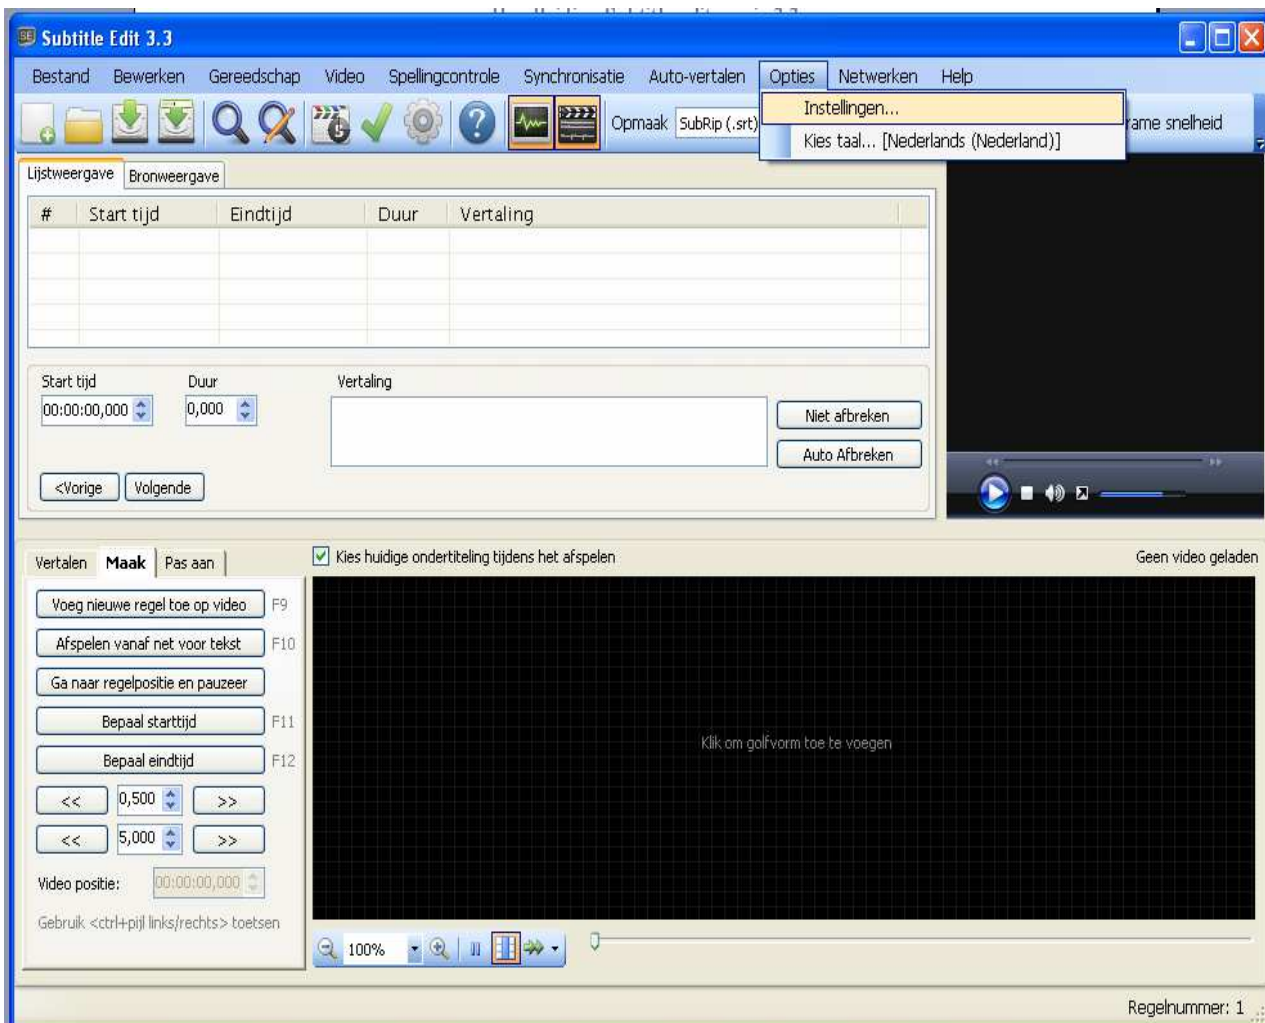 Subtitle Edit 3.3
Bestand Bewerken Gereedschap Video Spellingcontrole Synchronisatie Auto-vertalen Opties Netwerken Help
Instellingen...
Kies taal... [Nederlands (Nederland)]
Opmaak SubRip (.srt) rame snelheid
Lijstweergave Bronweergave
# Start tijd Eindtijd Duur Vertaling
Start tijd Duur Vertaling
00:00:00,000 0,000
Niet afbreken
Auto Afbreken
<Vorige Volgende
Vertalen Maak Pas aan
Kies huidige ondertiteling tijdens het afspelen Geen video geladen
Voeg nieuwe regel toe op video F9
Afspelen vanaf net voor tekst F10
Ga naar regelpositie en pauzeer
Bepaal starttijd F11
Bepaal eindtijd F12
<< 0,500 >>
<< 5,000 >>
Video positie: 00:00:00,000
Gebruik <ctrl+pijl links/rechts> toetsen
Klik om golfvorm toe te voegen
100%
Regelnummer: 1